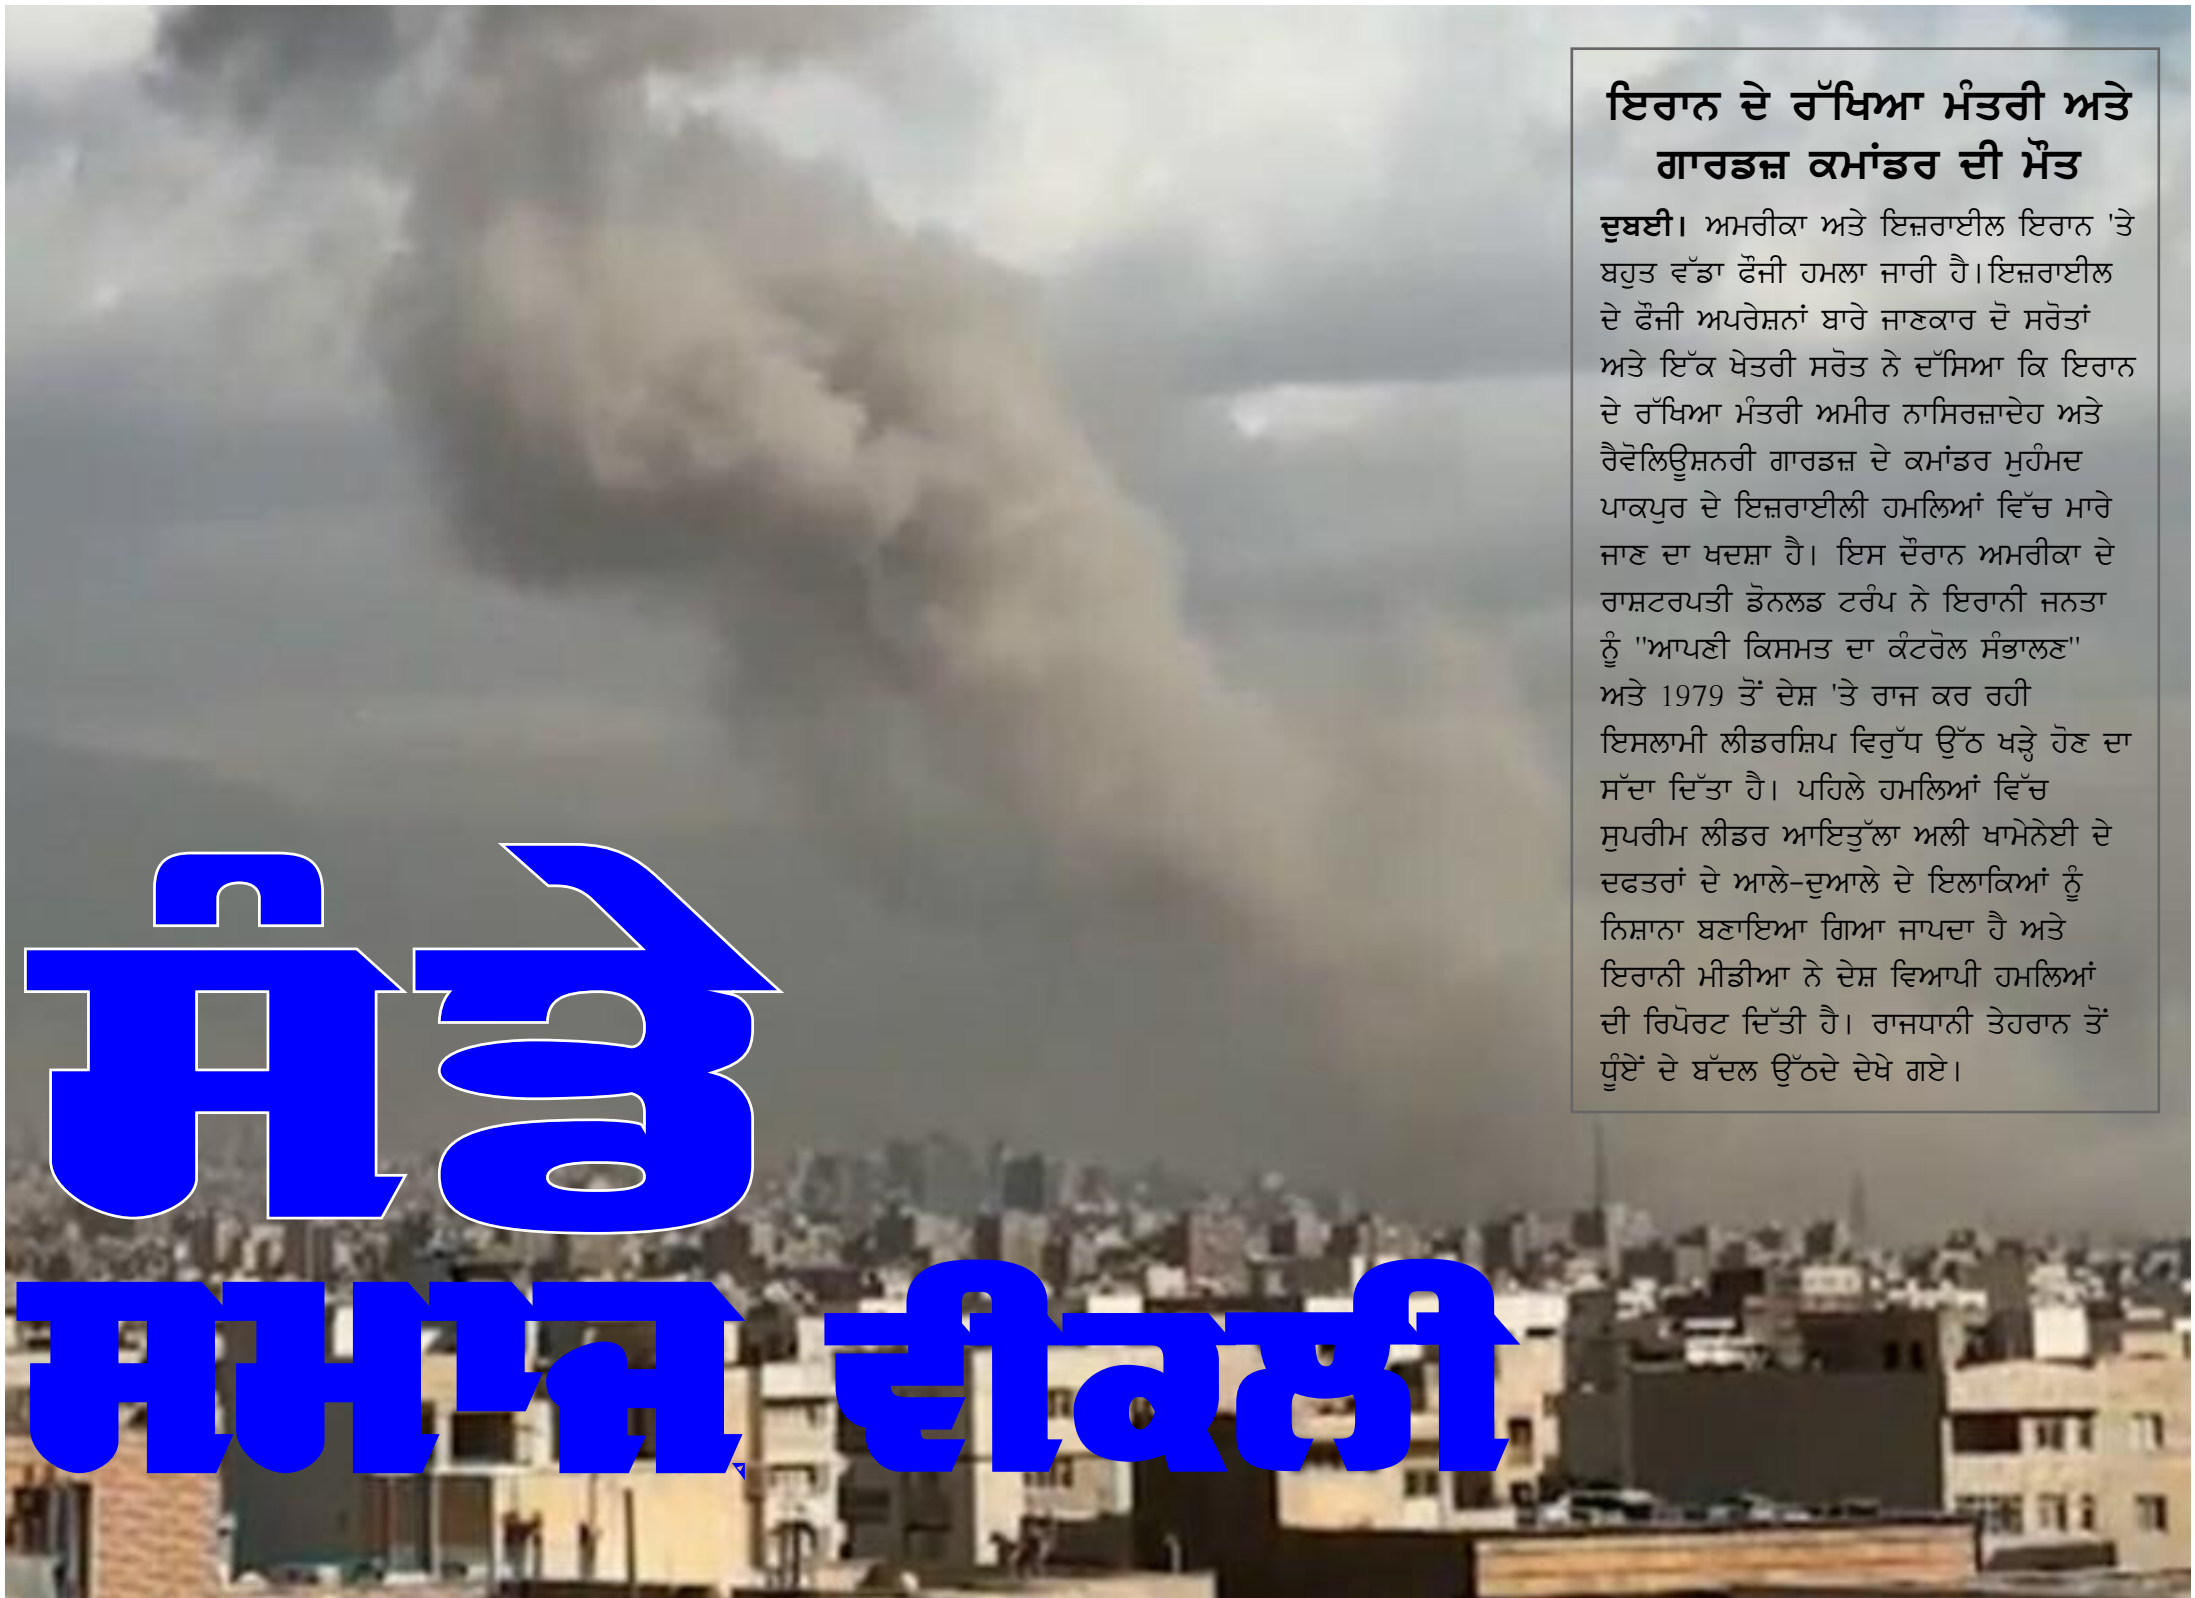 ਇਰਾਨ ਦੇ ਰੱਖਿਆ ਮੰਤਰੀ ਅਤੇ
ਗਾਰਡਜ਼ ਕਮਾਂਡਰ ਦੀ ਮੌਤ
ਦੁਬਈ। ਅਮਰੀਕਾ ਅਤੇ ਇਜ਼ਰਾਈਲ ਇਰਾਨ 'ਤੇ
ਬਹੁਤ ਵੱਡਾ ਫੌਜੀ ਹਮਲਾ ਜਾਰੀ ਹੈ।ਇਜ਼ਰਾਈਲ
ਦੇ ਫੌਜੀ ਅਪਰੇਸ਼ਨਾਂ ਬਾਰੇ ਜਾਣਕਾਰ ਦੋ ਸਰੋਤਾਂ
ਅਤੇ ਇੱਕ ਖੇਤਰੀ ਸਰੋਤ ਨੇ ਦੱਸਿਆ ਕਿ ਇਰਾਨ
ਦੇ ਰੱਖਿਆ ਮੰਤਰੀ ਅਮੀਰ ਨਾਸਿਰਜ਼ਾਦੇਹ ਅਤੇ
ਰੈਵੋਲਿਊਸ਼ਨਰੀ ਗਾਰਡਜ਼ ਦੇ ਕਮਾਂਡਰ ਮੁਹੰਮਦ
ਪਾਕਪੁਰ ਦੇ ਇਜ਼ਰਾਈਲੀ ਹਮਲਿਆਂ ਵਿੱਚ ਮਾਰੇ
ਜਾਣ ਦਾ ਖਦਸ਼ਾ ਹੈ। ਇਸ ਦੌਰਾਨ ਅਮਰੀਕਾ ਦੇ
ਰਾਸ਼ਟਰਪਤੀ ਡੋਨਲਡ ਟਰੰਪ ਨੇ ਇਰਾਨੀ ਜਨਤਾ
ਨੂੰ "ਆਪਣੀ ਕਿਸਮਤ ਦਾ ਕੰਟਰੋਲ ਸੰਭਾਲਣ"
ਅਤੇ 1979 ਤੋਂ ਦੇਸ਼ 'ਤੇ ਰਾਜ ਕਰ ਰਹੀ
ਇਸਲਾਮੀ ਲੀਡਰਸ਼ਿਪ ਵਿਰੁੱਧ ਉੱਠ ਖੜ੍ਹੇ ਹੋਣ ਦਾ
ਸੱਦਾ ਦਿੱਤਾ ਹੈ। ਪਹਿਲੇ ਹਮਲਿਆਂ ਵਿੱਚ
ਸੁਪਰੀਮ ਲੀਡਰ ਆਇਤੁੱਲਾ ਅਲੀ ਖਾਮੇਨੇਈ ਦੇ
ਦਫਤਰਾਂ ਦੇ ਆਲੇ-ਦੁਆਲੇ ਦੇ ਇਲਾਕਿਆਂ ਨੂੰ
ਨਿਸ਼ਾਨਾ ਬਣਾਇਆ ਗਿਆ ਜਾਪਦਾ ਹੈ ਅਤੇ
ਇਰਾਨੀ ਮੀਡੀਆ ਨੇ ਦੇਸ਼ ਵਿਆਪੀ ਹਮਲਿਆਂ
ਦੀ ਰਿਪੋਰਟ ਦਿੱਤੀ ਹੈ। ਰਾਜਧਾਨੀ ਤੇਹਰਾਨ ਤੋਂ
ਧੂੰਏਂ ਦੇ ਬੱਦਲ ਉੱਠਦੇ ਦੇਖੇ ਗਏ।
ਸੰਡੇ
ਸਮਾਜ ਵੀਕਲੀ